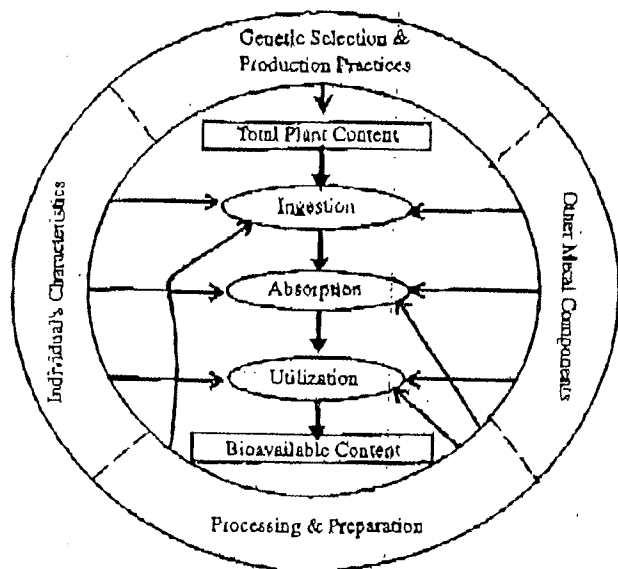 Genetic Selection &
Production Practices
Total Plant Content
Ingestion
Individual's Characteristics
Other Meal Components
Absorption
Utilization
Bioavailable Content
Processing & Preparation